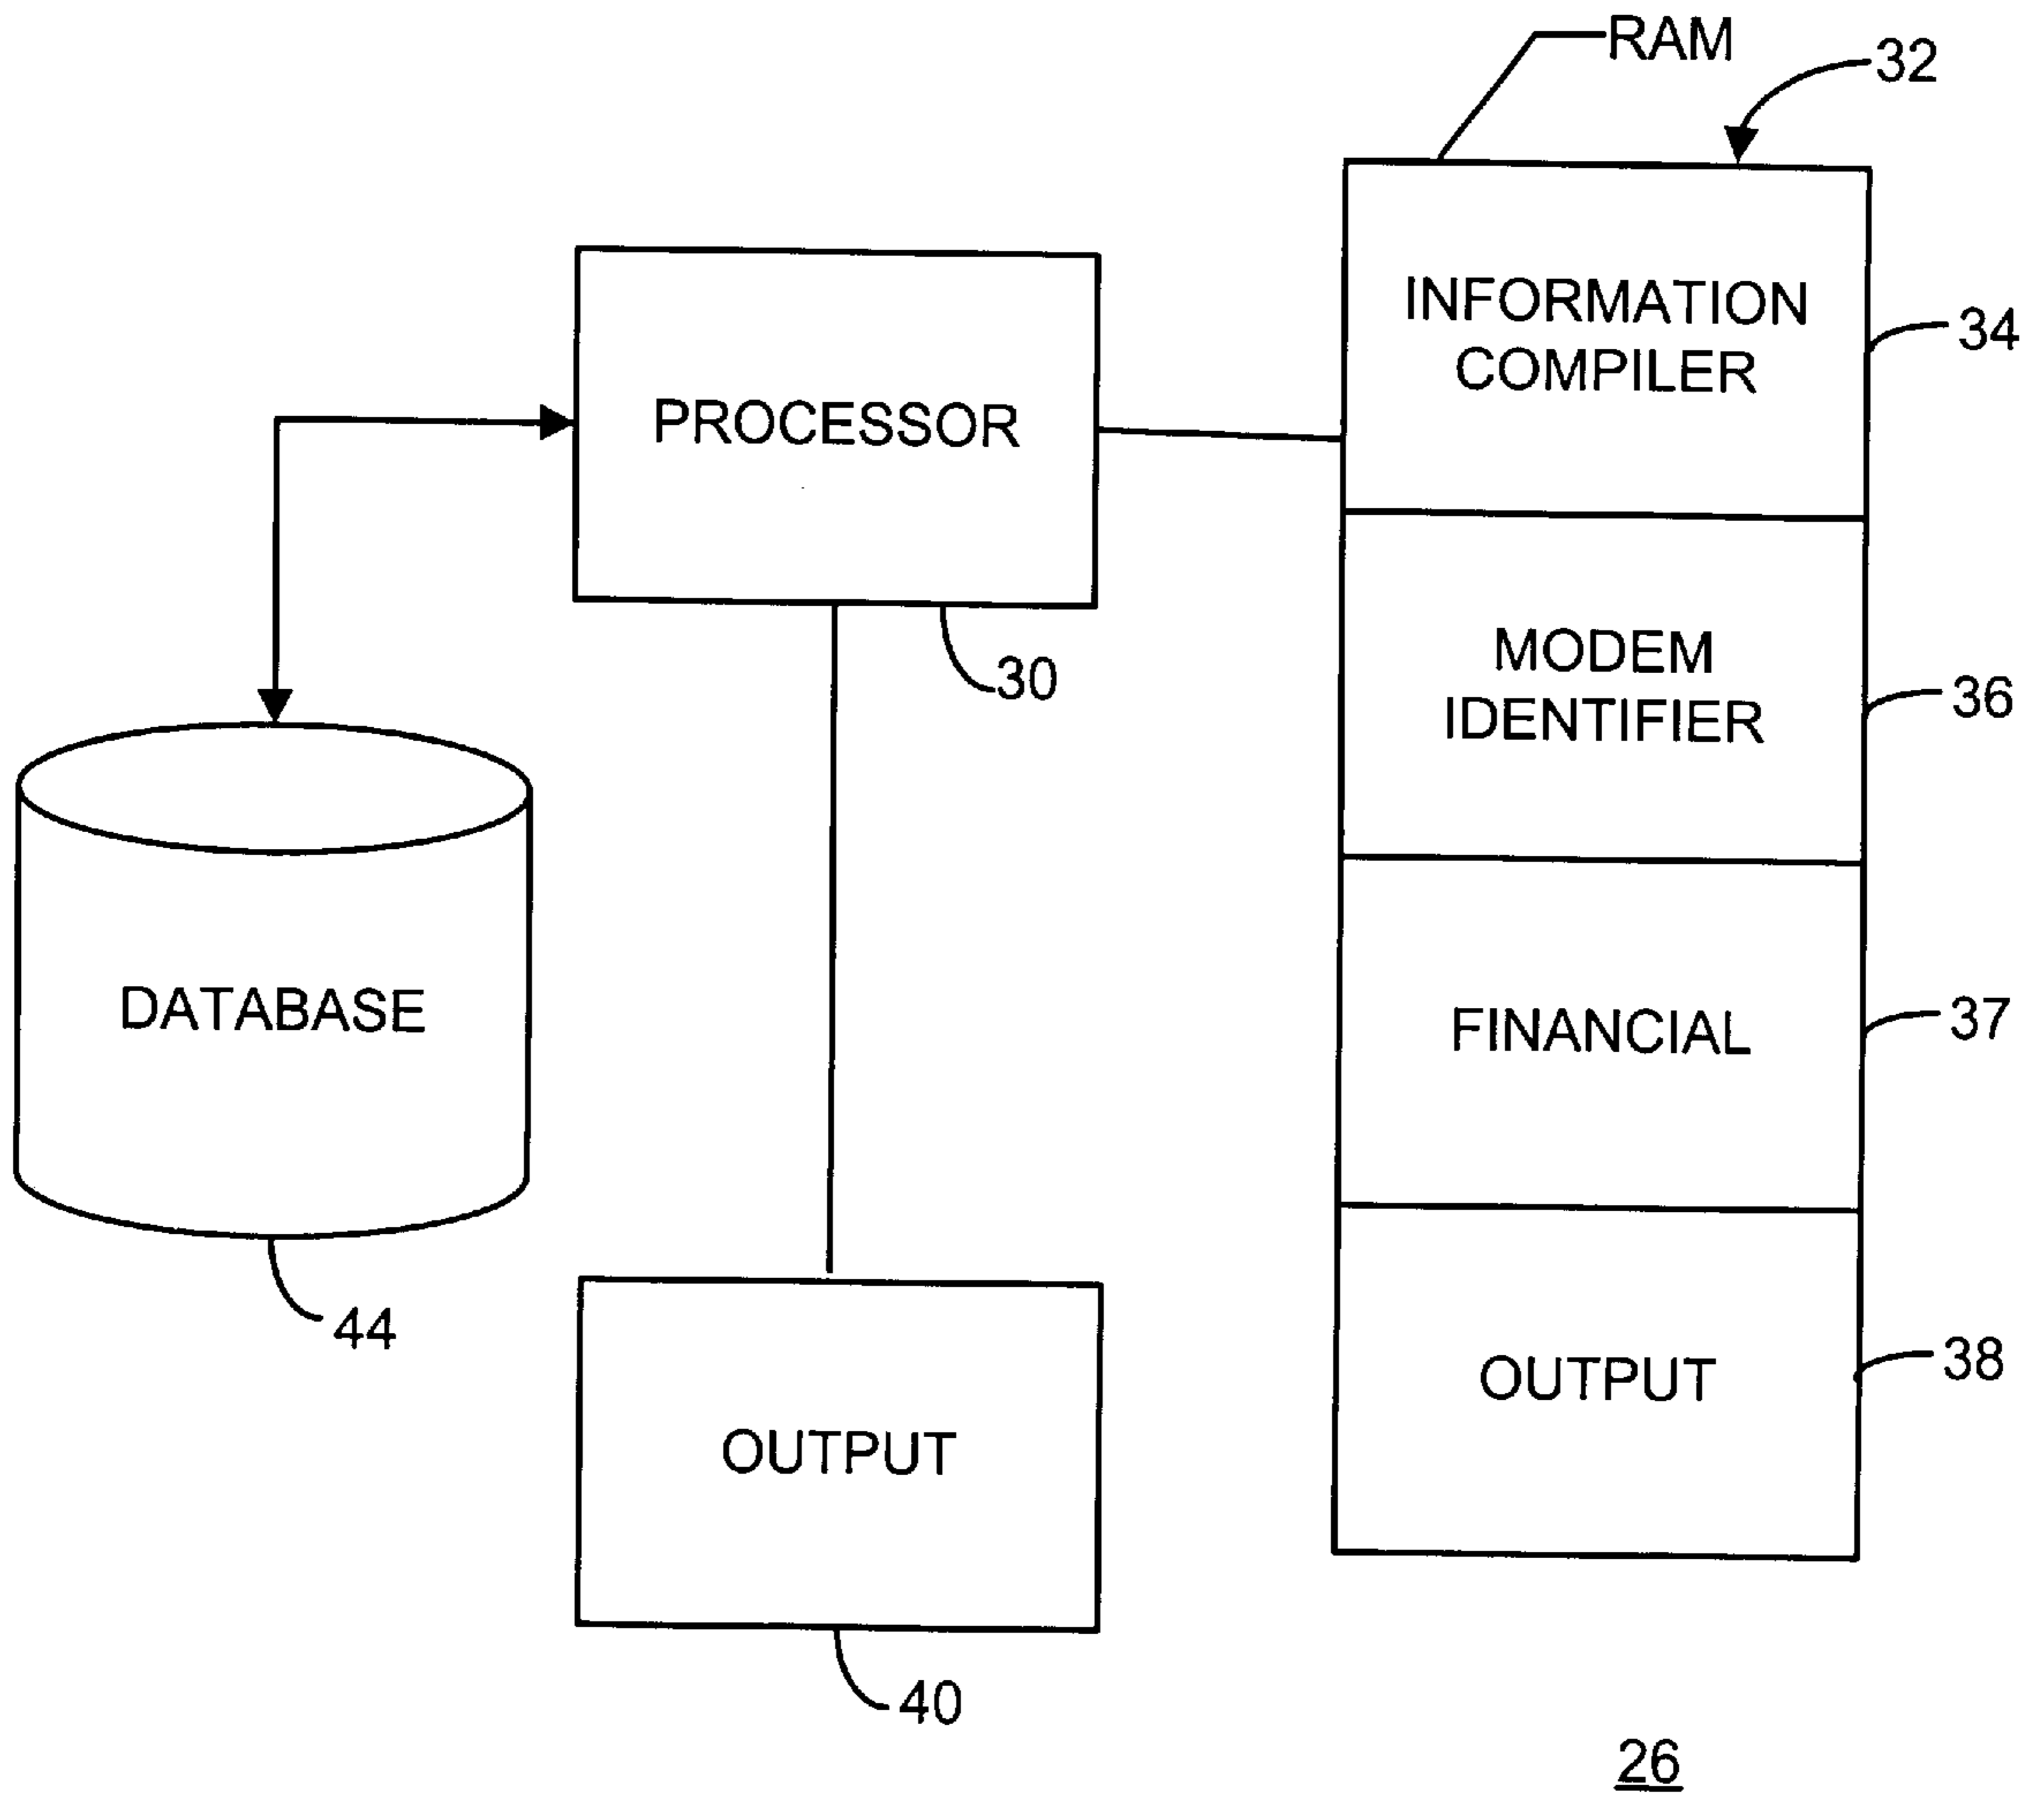 RAM
32
INFORMATION
COMPILER
34
PROCESSOR
30
MODEM
IDENTIFIER
36
DATABASE
44
FINANCIAL
37
OUTPUT
38
OUTPUT
40
26